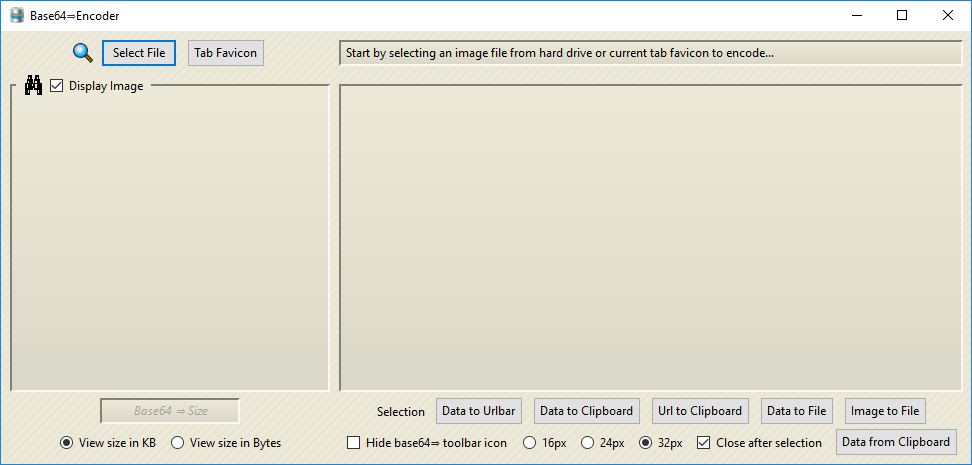 Base64⇒Encoder
Select File Tab Favicon Start by selecting an image file from hard drive or current tab favicon to encode...
Display Image
Base64 ⇒ Size Selection Data to Urlbar Data to Clipboard Url to Clipboard Data to File Image to File
View size in KB View size in Bytes Hide base64⇒ toolbar icon 16px 24px 32px Close after selection Data from Clipboard